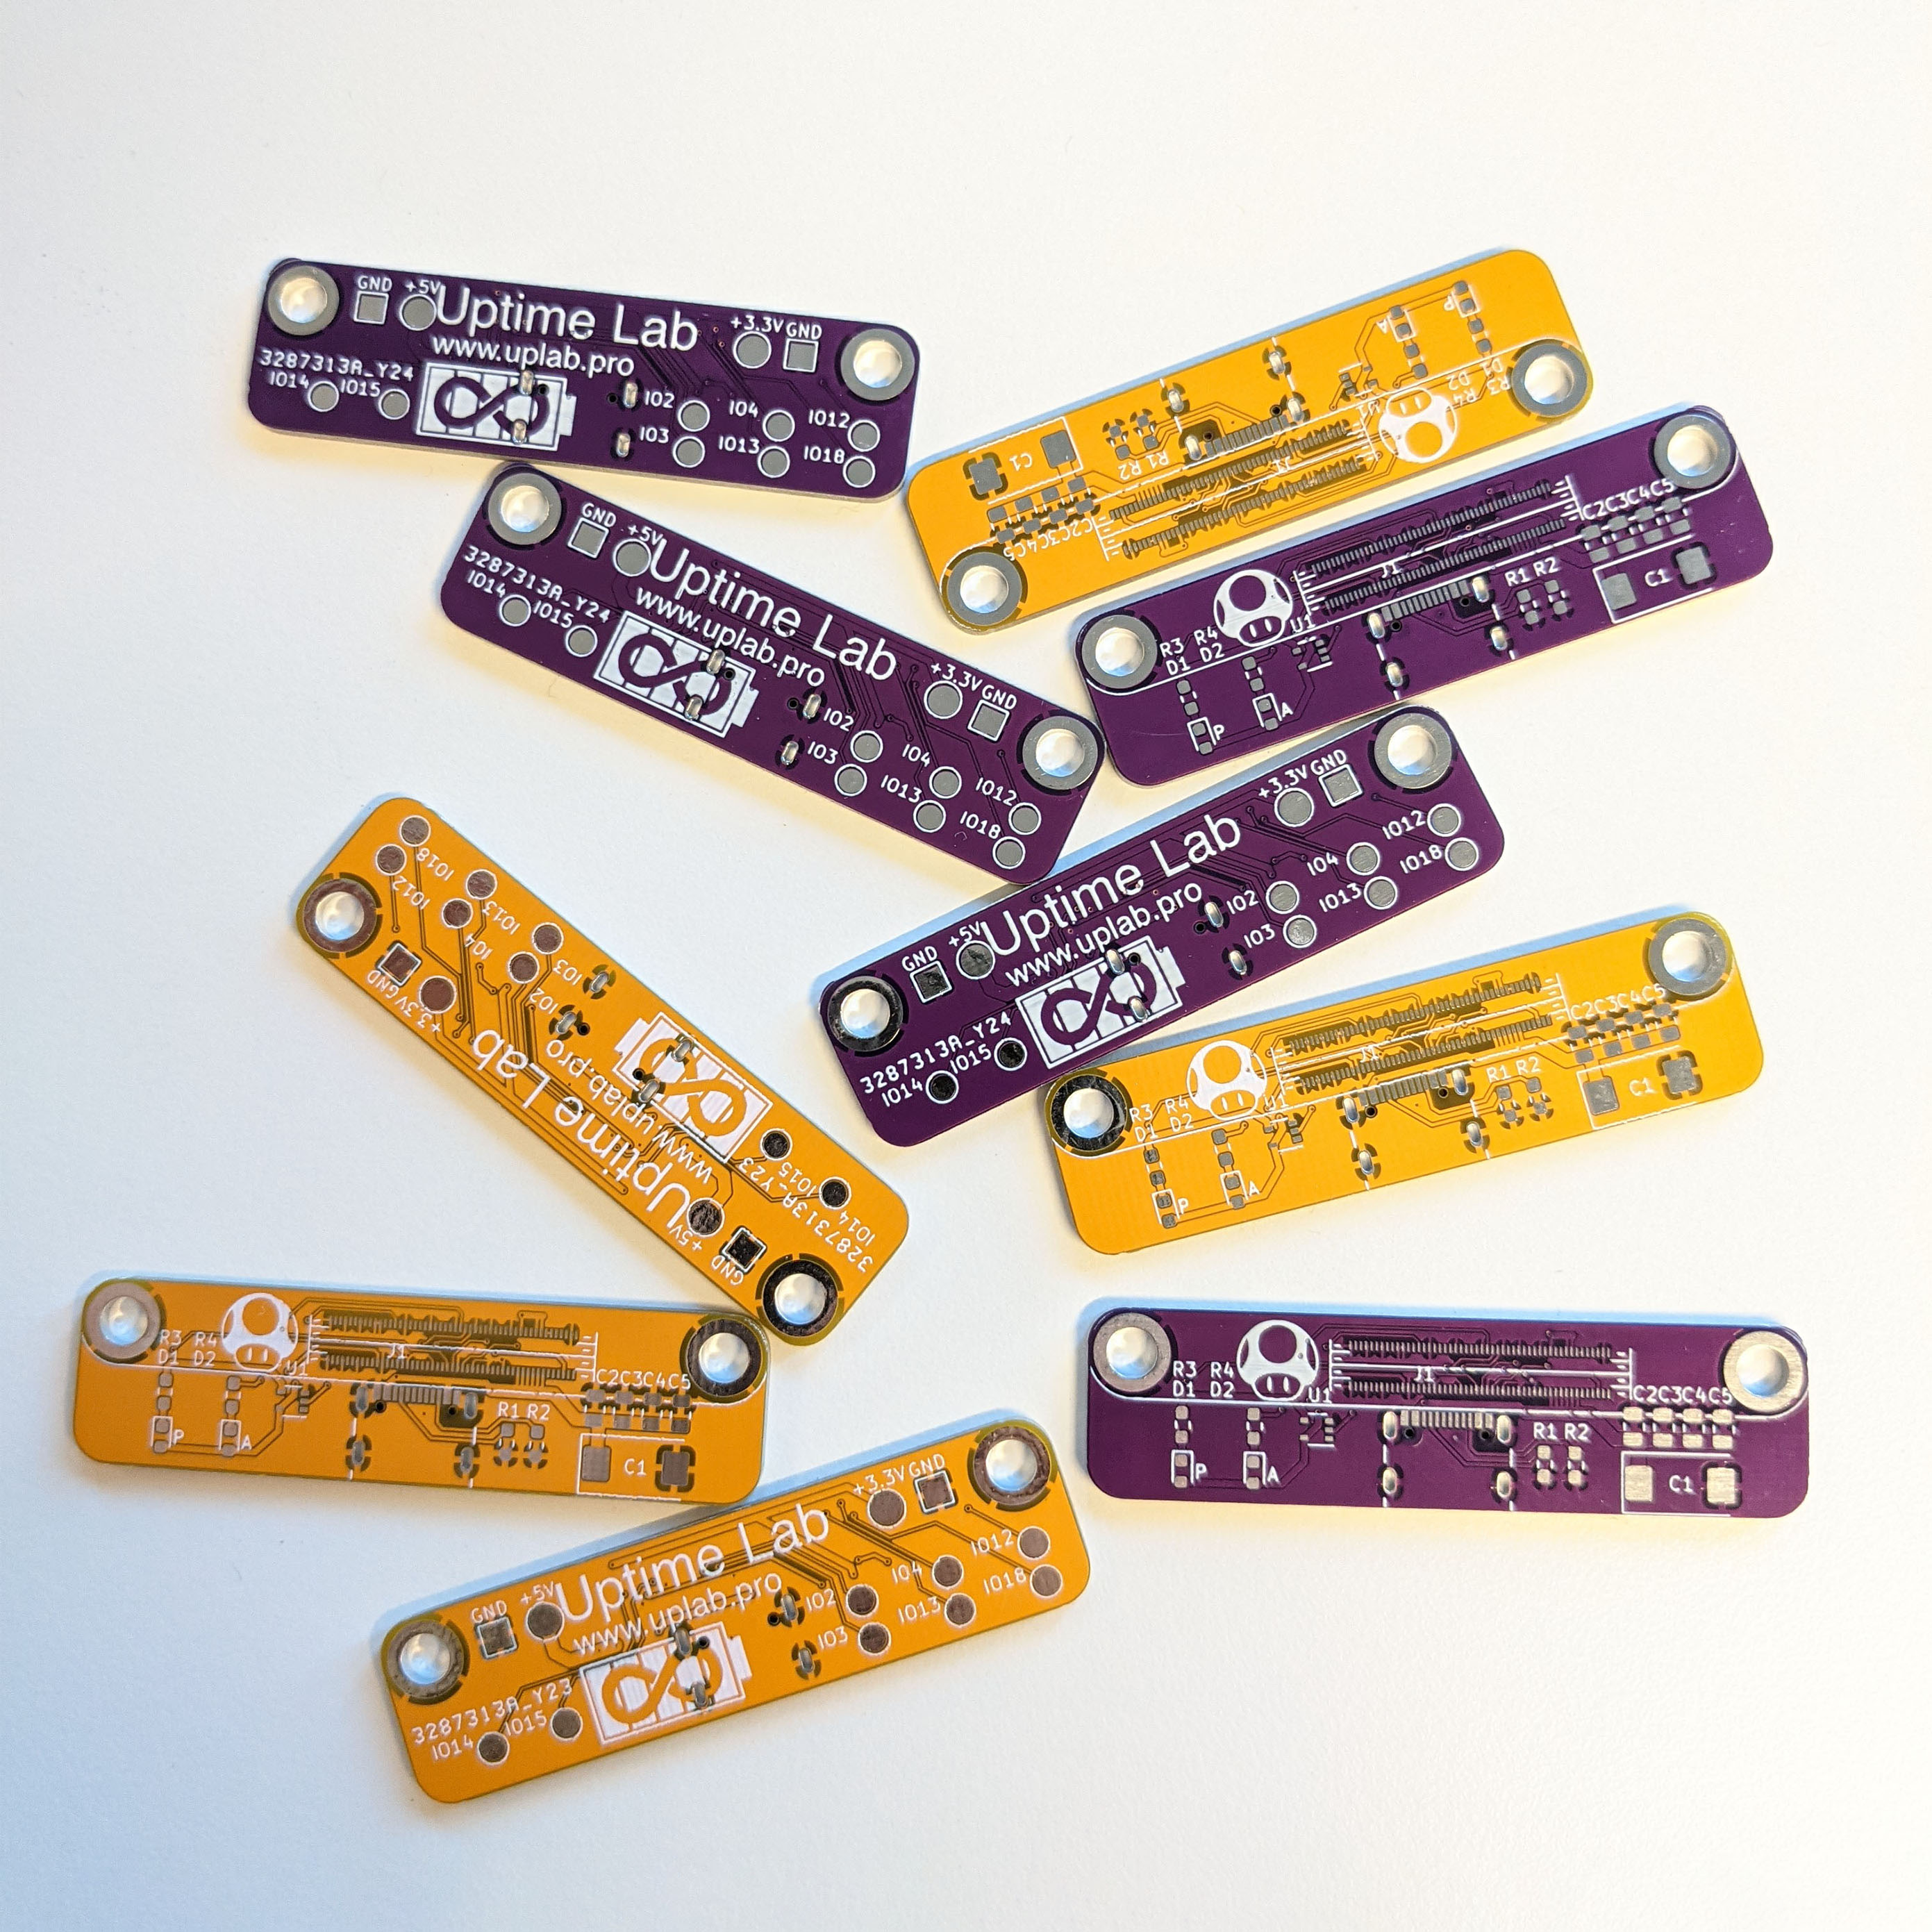 GND +5V Uptime Lab +3.3V GND
www.uplab.pro
3287313A_Y24
IO14 IO15 IO2 IO4 IO12
IO3 IO13 IO18
P
A
D1
D2
R3
R4
U1
C1
R1
R2
J1
C2C3C4C5
GND +5V Uptime Lab +3.3V GND
www.uplab.pro
3287313A_Y24
IO14 IO15 IO2 IO4 IO12
IO3 IO13 IO18
C2C3C4C5
J1
R1 R2 C1
R3 R4 U1
D1 D2
P A
GND +5V Uptime Lab +3.3V GND
www.uplab.pro
3287313A_Y24
IO14 IO15 IO2 IO4 IO12
IO3 IO13 IO18
GND +5V Uptime Lab +3.3V GND
www.uplab.pro
3287313A_Y23
IO14 IO15 IO2 IO4 IO12
IO3 IO13 IO18
C2C3C4C5
J1
R1 R2 C1
R3 R4 U1
D1 D2
P A
R3 R4 J1
D1 D2 U1 C2C3C4C5
R1 R2
P A C1
R3 R4 J1
D1 D2 U1 C2C3C4C5
R1 R2
P A C1
GND +5V Uptime Lab +3.3V GND
www.uplab.pro
3287313A_Y23
IO14 IO15 IO2 IO4 IO12
IO3 IO13 IO18